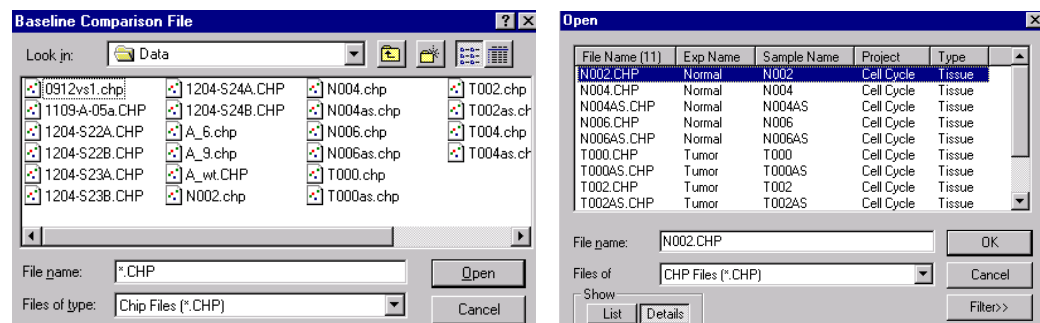 Baseline Comparison File
Look in: Data
0912vs1.chp 1204-S24A.CHP N004.chp T002.chp
1109-A-05a.CHP 1204-S24B.CHP N004as.chp T002as.ch
1204-S22A.CHP A_6.chp N006.chp T004.chp
1204-S22B.CHP A_9.chp N006as.chp T004as.ch
1204-S23A.CHP A_wt.CHP T000.chp
1204-S23B.CHP N002.chp T000as.chp
File name: *.CHP Open
Files of type: Chip Files (*.CHP) Cancel
Open
File Name (11) Exp Name Sample Name Project Type
N002.CHP Normal N002 Cell Cycle Tissue
N004.CHP Normal N004 Cell Cycle Tissue
N004AS.CHP Normal N004AS Cell Cycle Tissue
N006.CHP Normal N006 Cell Cycle Tissue
N006AS.CHP Normal N006AS Cell Cycle Tissue
T000.CHP Tumor T000 Cell Cycle Tissue
T000AS.CHP Tumor T000AS Cell Cycle Tissue
T002.CHP Tumor T002 Cell Cycle Tissue
T002AS.CHP Tumor T002AS Cell Cycle Tissue
File name: N002.CHP OK
Files of CHP Files (*.CHP) Cancel
Show
List Details Filter>>